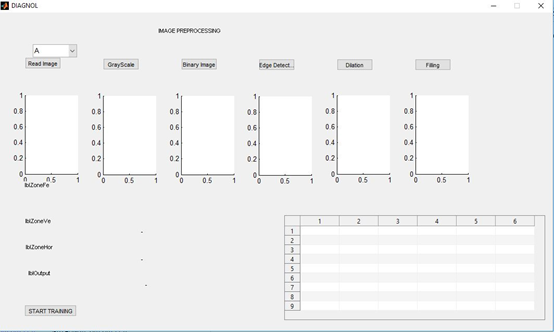 DIAGNOL
IMAGE PREPROCESSING
A
Read Image GrayScale Binary Image Edge Detect... Dilation Filling
1 1 1 1 1 1
0.8 0.8 0.8 0.8 0.8 0.8
0.6 0.6 0.6 0.6 0.6 0.6
0.4 0.4 0.4 0.4 0.4 0.4
0.2 0.2 0.2 0.2 0.2 0.2
0 0 0 0 0 0
0 0.5 1 0 0.5 1 0 0.5 1 0 0.5 1 0 0.5 1 0 0.5 1
lblZoneFe
lblZoneVe
-
lblZoneHor
-
lblOutput
-
START TRAINING
1 2 3 4 5 6
1
2
3
4
5
6
7
8
9